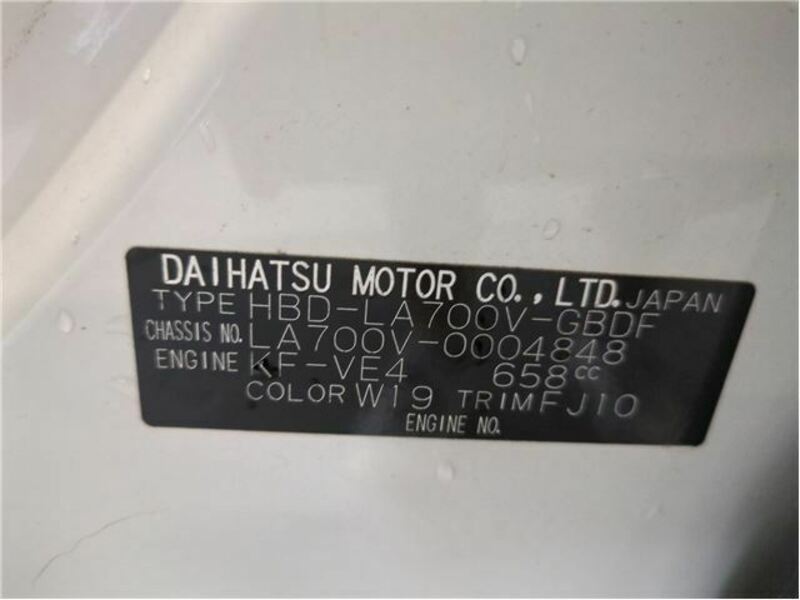 DAIHATSU MOTOR CO., LTD. JAPAN
TYPE HBD-LA700V-GBDF
CHASSIS NO. LA700V-0004848
ENGINE KF-VE4 658cc
COLOR W19 TRIM FJ10
ENGINE NO.